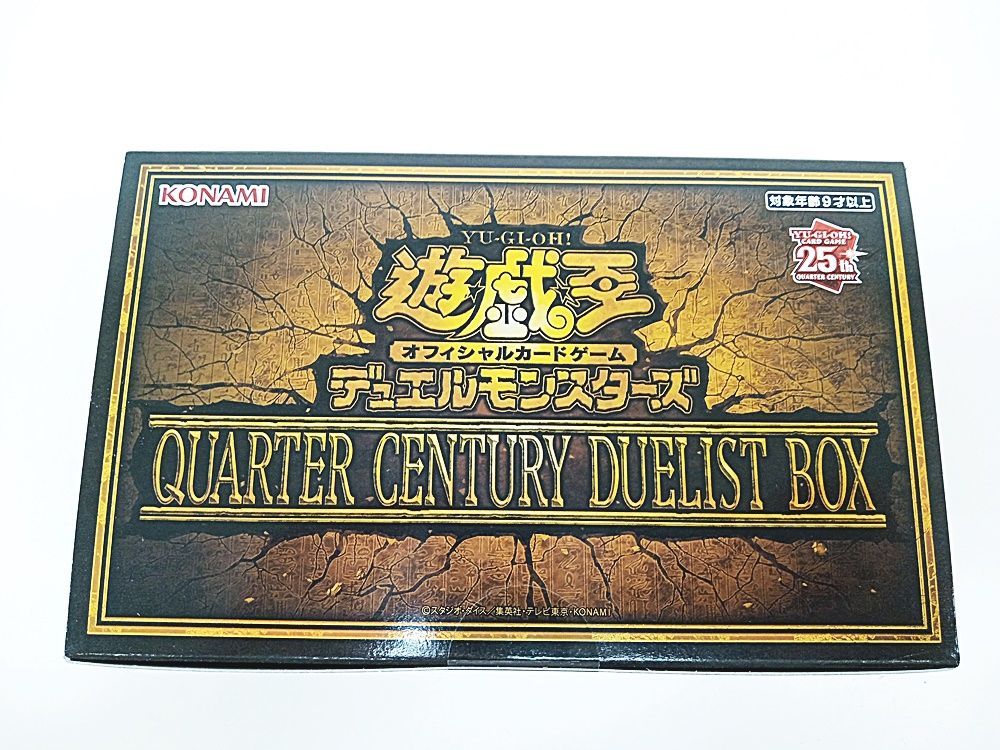 KONAMI
対象年齢9才以上
YU-GI-OH!
CARD GAME
25th
QUARTER CENTURY
YU-GI-OH!
遊☥戯王
オフィシャルカードゲーム
デュエルモンスターズ
QUARTER CENTURY DUELIST BOX
©スタジオ・ダイス／集英社・テレビ東京・KONAMI